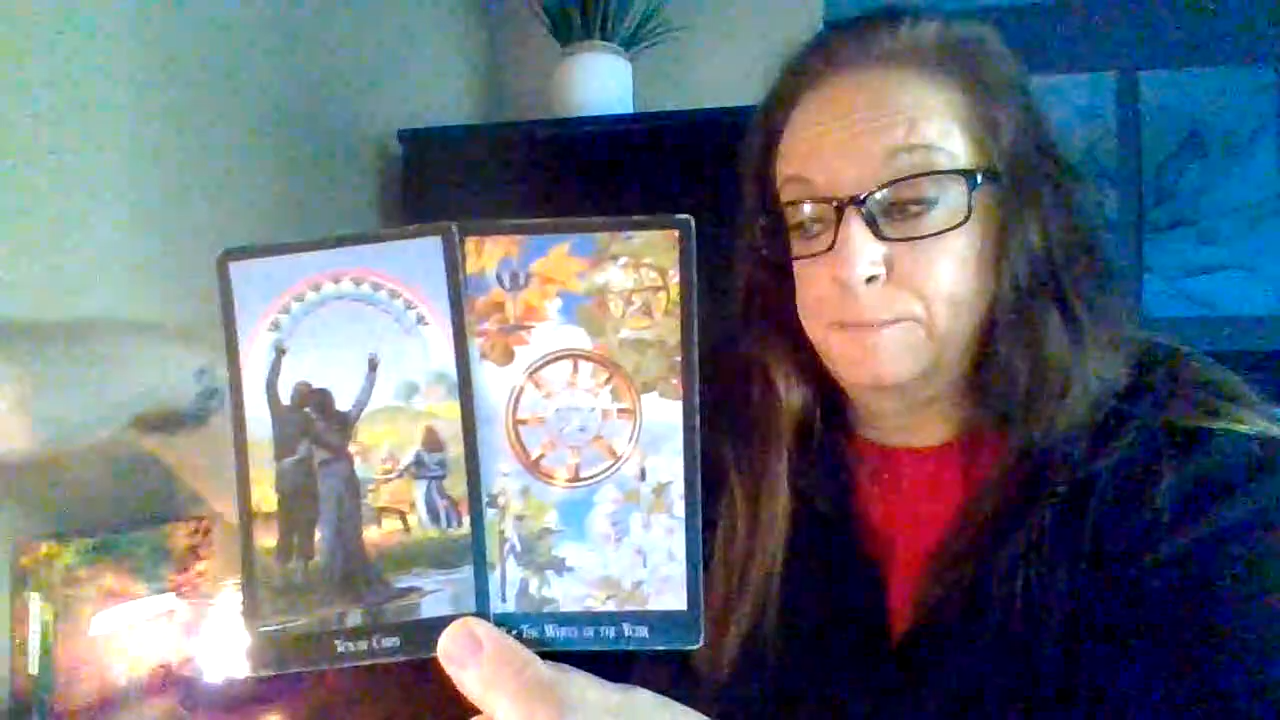 Ten of Cups
X • The Wheel of the Year